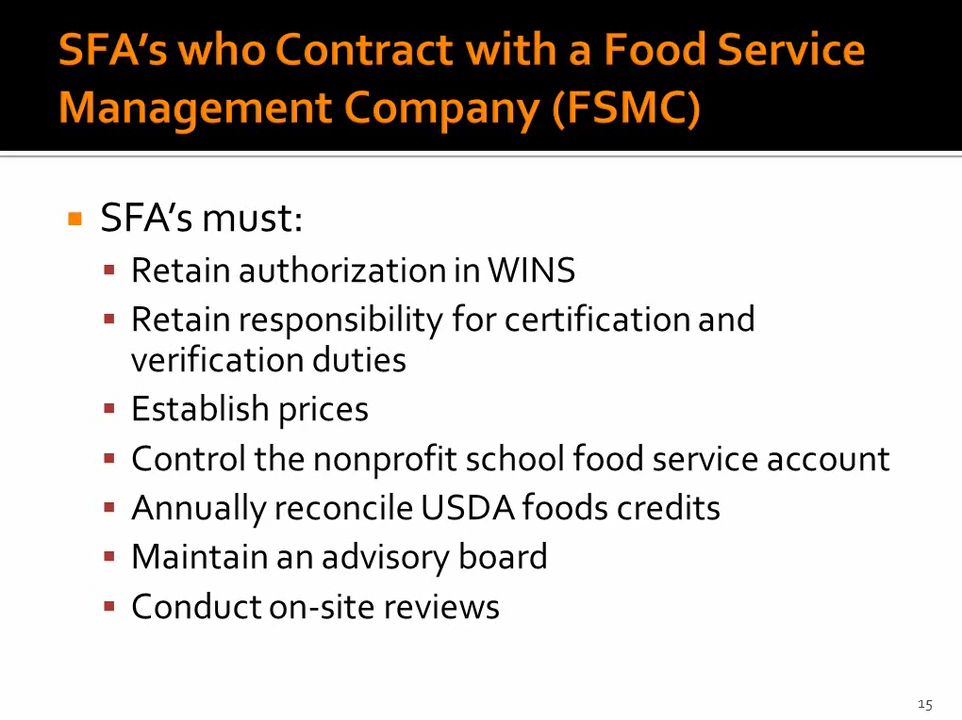 SFA’s who Contract with a Food Service
Management Company (FSMC)
SFA’s must:
Retain authorization in WINS
Retain responsibility for certification and
verification duties
Establish prices
Control the nonprofit school food service account
Annually reconcile USDA foods credits
Maintain an advisory board
Conduct on-site reviews
15